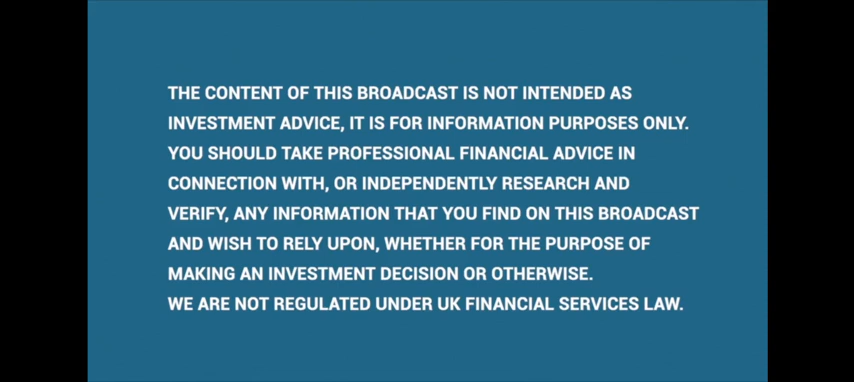 THE CONTENT OF THIS BROADCAST IS NOT INTENDED AS
INVESTMENT ADVICE, IT IS FOR INFORMATION PURPOSES ONLY.
YOU SHOULD TAKE PROFESSIONAL FINANCIAL ADVICE IN
CONNECTION WITH, OR INDEPENDENTLY RESEARCH AND
VERIFY, ANY INFORMATION THAT YOU FIND ON THIS BROADCAST
AND WISH TO RELY UPON, WHETHER FOR THE PURPOSE OF
MAKING AN INVESTMENT DECISION OR OTHERWISE.
WE ARE NOT REGULATED UNDER UK FINANCIAL SERVICES LAW.